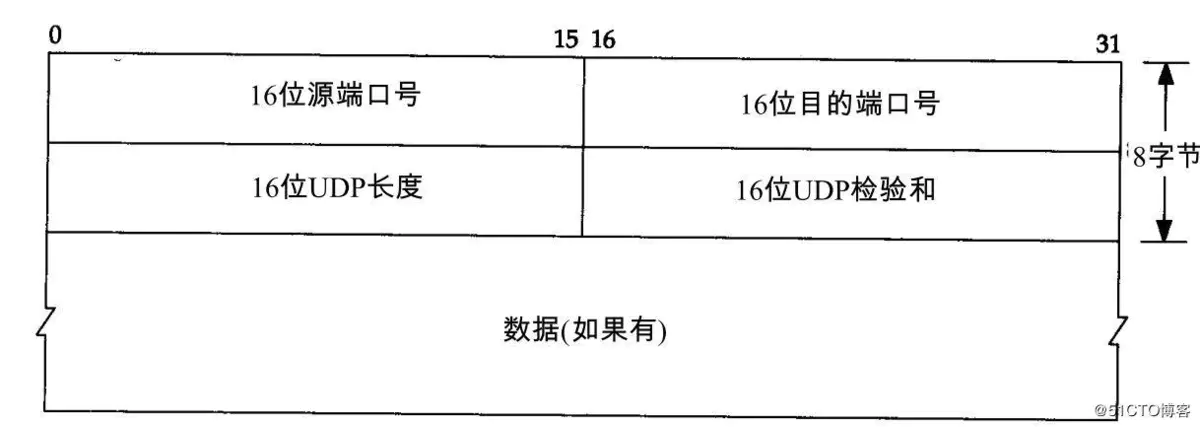 0 15 16 31
16位源端口号 16位目的端口号
8字节
16位UDP长度 16位UDP检验和
数据(如果有)
@51CTO博客